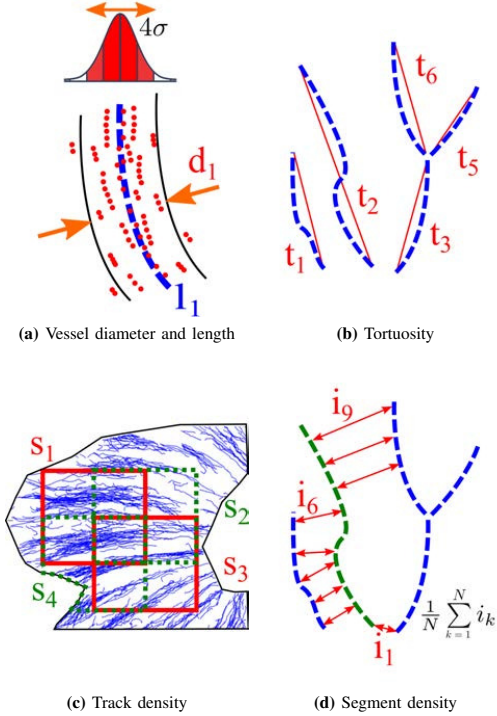 4σ
d₁
l₁
(a) Vessel diameter and length
t₆
t₅
t₂
t₃
t₁
(b) Tortuosity
s₁
s₂
s₃
s₄
(c) Track density
i₉
i₆
i₁
1/N ∑ k=1 N iₖ
(d) Segment density